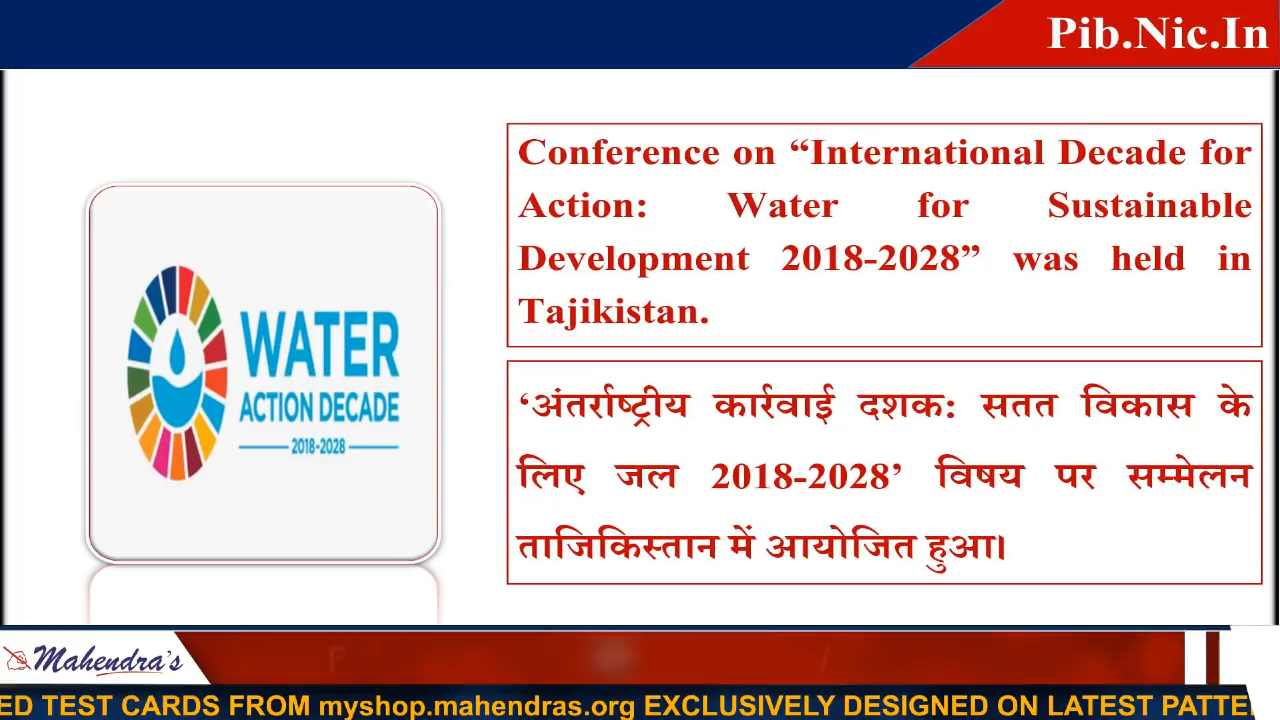 Pib.Nic.In
Conference on “International Decade for
Action: Water for Sustainable
Development 2018-2028” was held in
Tajikistan.
WATER
ACTION DECADE
2018-2028
‘अंतर्राष्ट्रीय कार्रवाई दशक: सतत विकास के
लिए जल 2018-2028’ विषय पर सम्मेलन
ताजिकिस्तान में आयोजित हुआ।
Mahendra's
ED TEST CARDS FROM myshop.mahendras.org EXCLUSIVELY DESIGNED ON LATEST PATTE